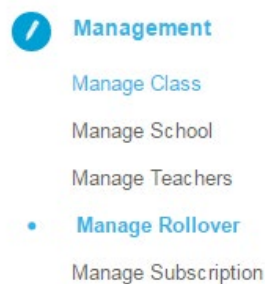 Management
Manage Class
Manage School
Manage Teachers
• Manage Rollover
Manage Subscription